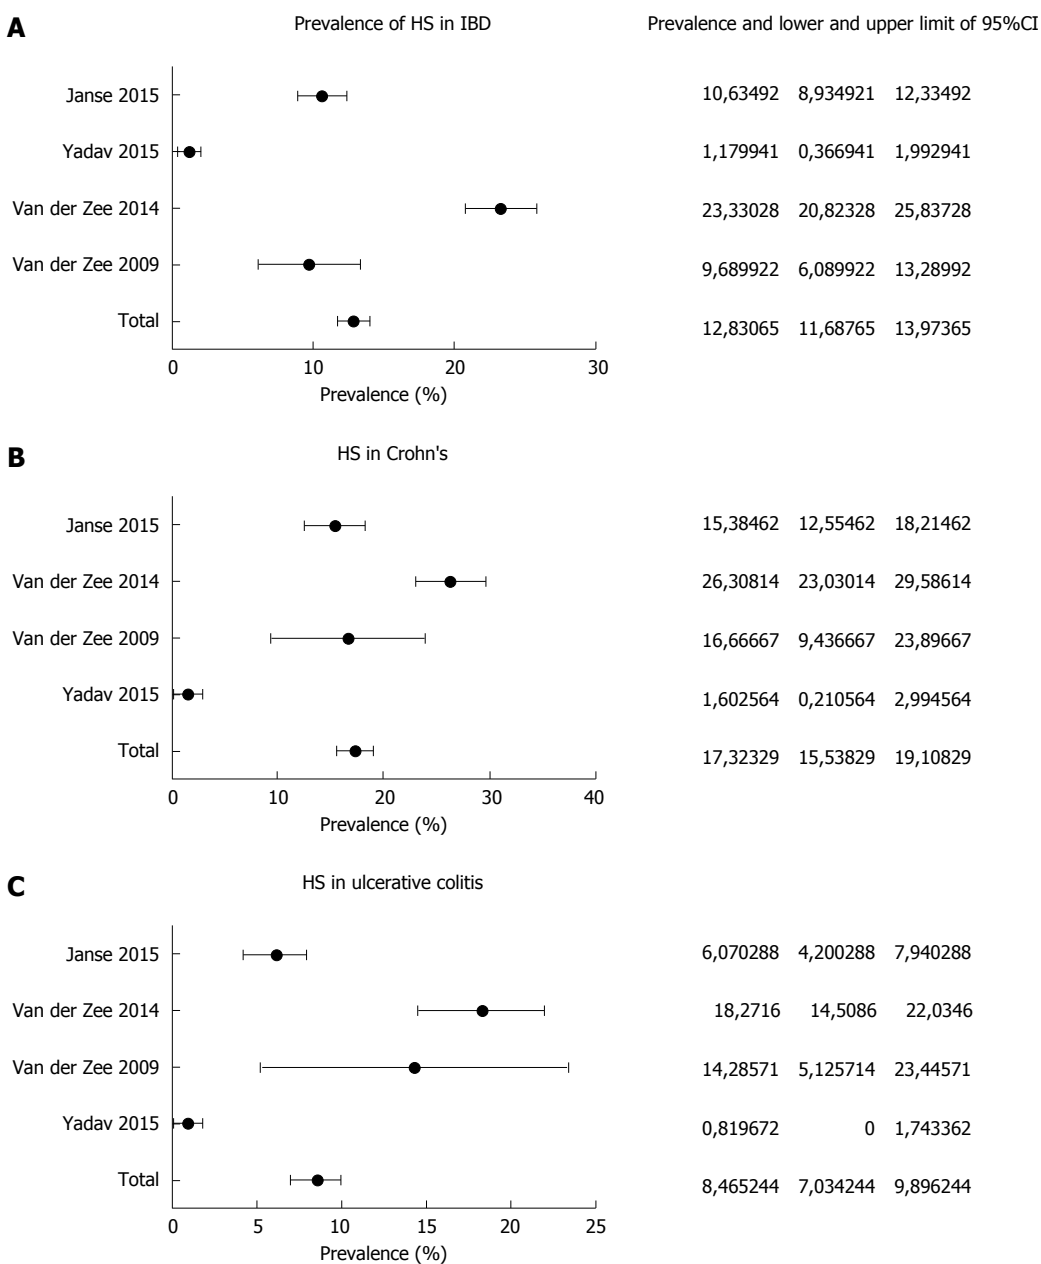 A Prevalence of HS in IBD Prevalence and lower and upper limit of 95%CI
Janse 2015 10,63492 8,934921 12,33492
Yadav 2015 1,179941 0,366941 1,992941
Van der Zee 2014 23,33028 20,82328 25,83728
Van der Zee 2009 9,689922 6,089922 13,28992
Total 12,83065 11,68765 13,97365
0 10 20 30
Prevalence (%)
B HS in Crohn's
Janse 2015 15,38462 12,55462 18,21462
Van der Zee 2014 26,30814 23,03014 29,58614
Van der Zee 2009 16,66667 9,436667 23,89667
Yadav 2015 1,602564 0,210564 2,994564
Total 17,32329 15,53829 19,10829
0 10 20 30 40
Prevalence (%)
C HS in ulcerative colitis
Janse 2015 6,070288 4,200288 7,940288
Van der Zee 2014 18,2716 14,5086 22,0346
Van der Zee 2009 14,28571 5,125714 23,44571
Yadav 2015 0,819672 0 1,743362
Total 8,465244 7,034244 9,896244
0 5 10 15 20 25
Prevalence (%)